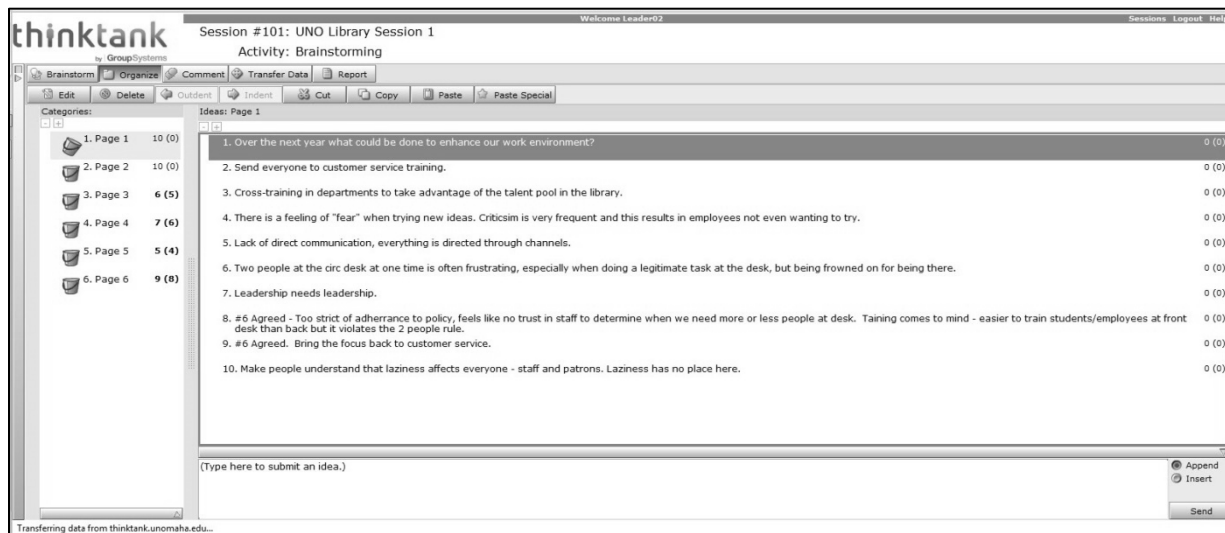 Welcome Leader02
Sessions Logout Help
thinktank
by GroupSystems
Session #101: UNO Library Session 1
Activity: Brainstorming
Brainstorm Organize Comment Transfer Data Report
Edit Delete Outdent Indent Cut Copy Paste Paste Special
Categories:
1. Page 1 10 (0)
2. Page 2 10 (0)
3. Page 3 6 (5)
4. Page 4 7 (6)
5. Page 5 5 (4)
6. Page 6 9 (8)
Ideas: Page 1
1. Over the next year what could be done to enhance our work environment? 0 (0)
2. Send everyone to customer service training. 0 (0)
3. Cross-training in departments to take advantage of the talent pool in the library. 0 (0)
4. There is a feeling of "fear" when trying new ideas. Criticsim is very frequent and this results in employees not even wanting to try. 0 (0)
5. Lack of direct communication, everything is directed through channels. 0 (0)
6. Two people at the circ desk at one time is often frustrating, especially when doing a legitimate task at the desk, but being frowned on for being there. 0 (0)
7. Leadership needs leadership. 0 (0)
8. #6 Agreed - Too strict of adherrance to policy, feels like no trust in staff to determine when we need more or less people at desk. Taining comes to mind - easier to train students/employees at front 0 (0)
desk than back but it violates the 2 people rule.
9. #6 Agreed. Bring the focus back to customer service. 0 (0)
10. Make people understand that laziness affects everyone - staff and patrons. Laziness has no place here. 0 (0)
(Type here to submit an idea.)
Append
Insert
Send
Transferring data from thinktank.unomaha.edu...